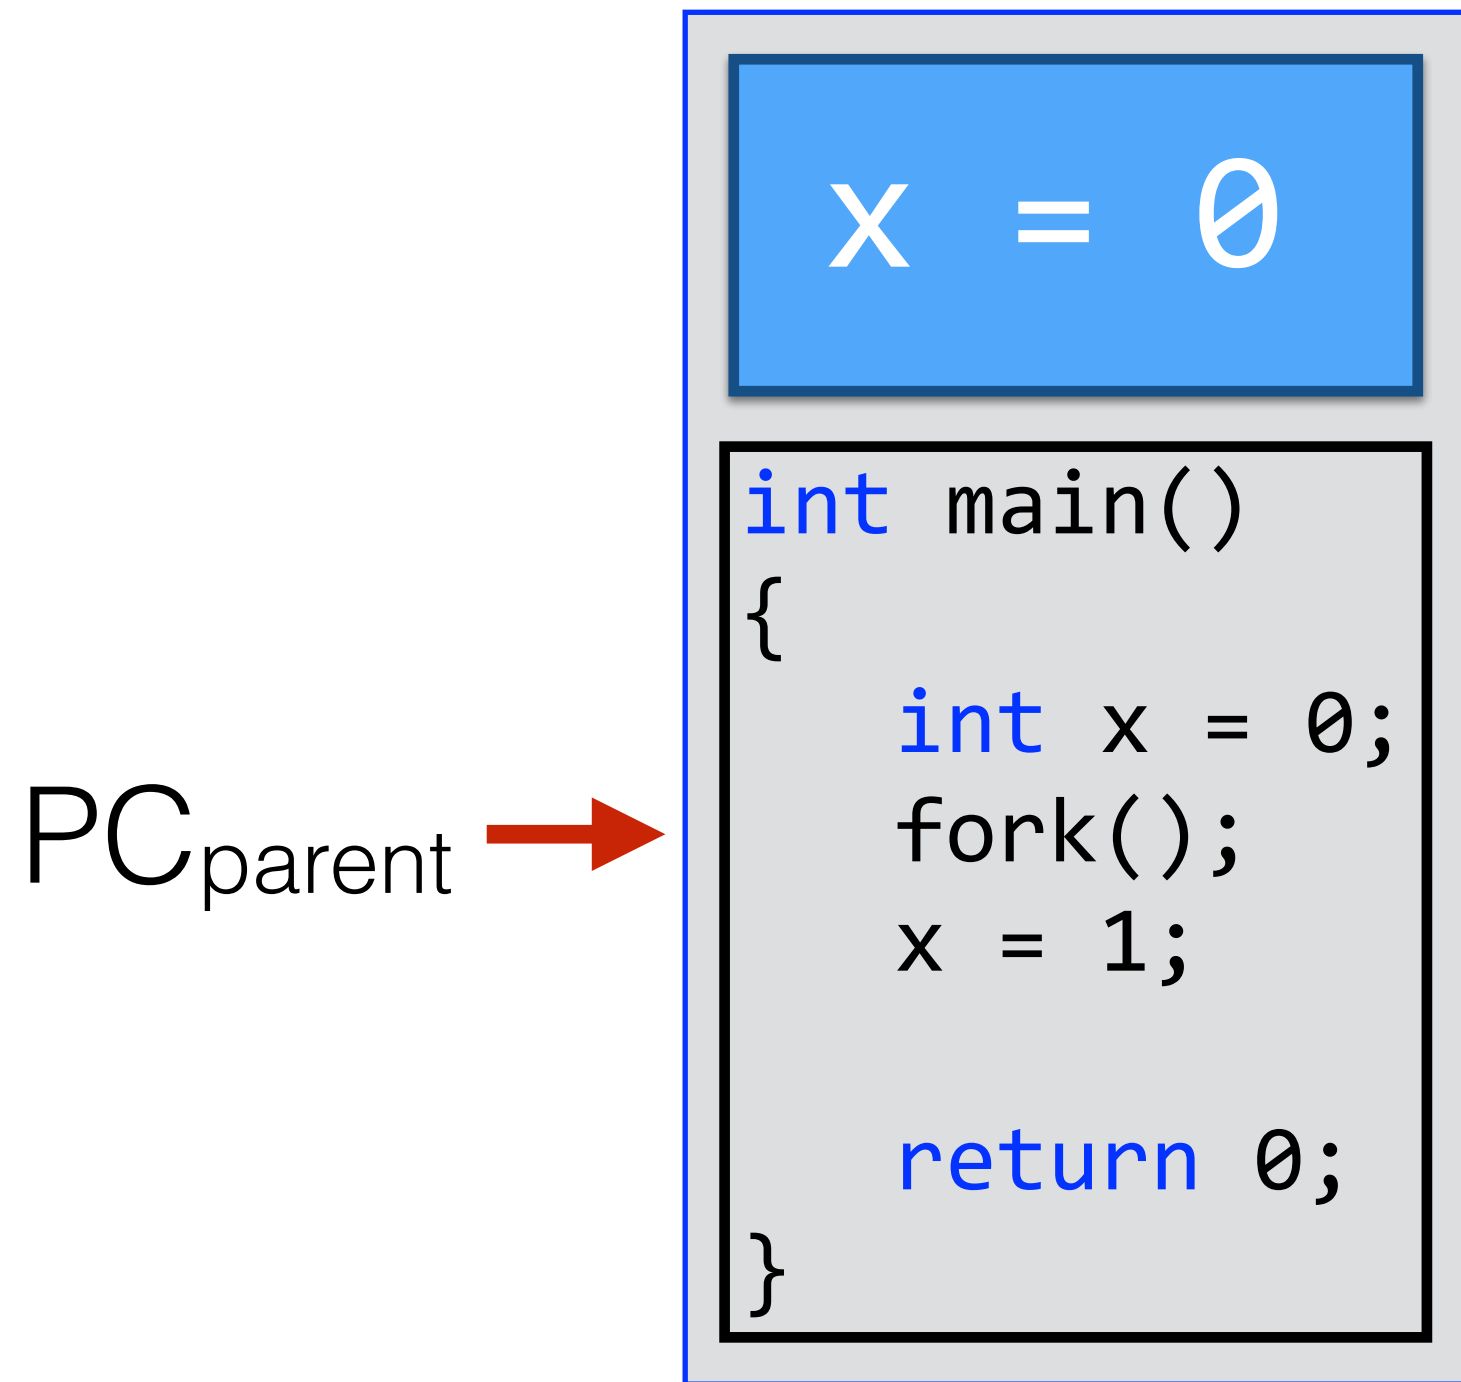 x = 0
int main()
{
int x = 0;
PCparent
fork();
x = 1;
return 0;
}